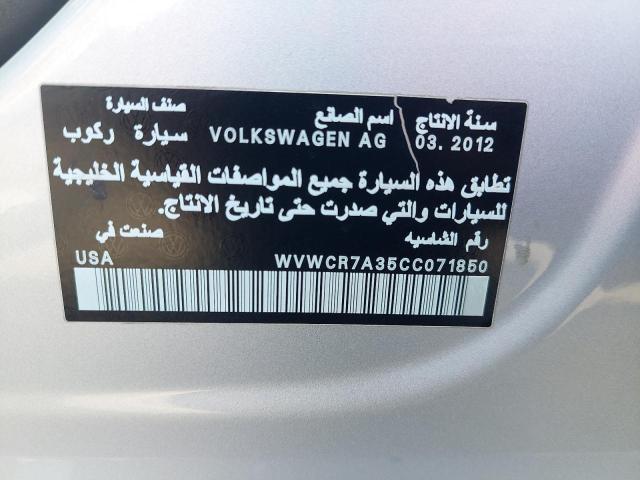 سنة الانتاج اسم الصانع صنف السيارة
03. 2012 VOLKSWAGEN AG سيارة ركوب
تطابق هذه السيارة جميع المواصفات القياسية الخليجية
للسيارات والتي صدرت حتى تاريخ الانتاج.
رقم الشاسيه صنعت في
WVWCR7A35CC071850 USA